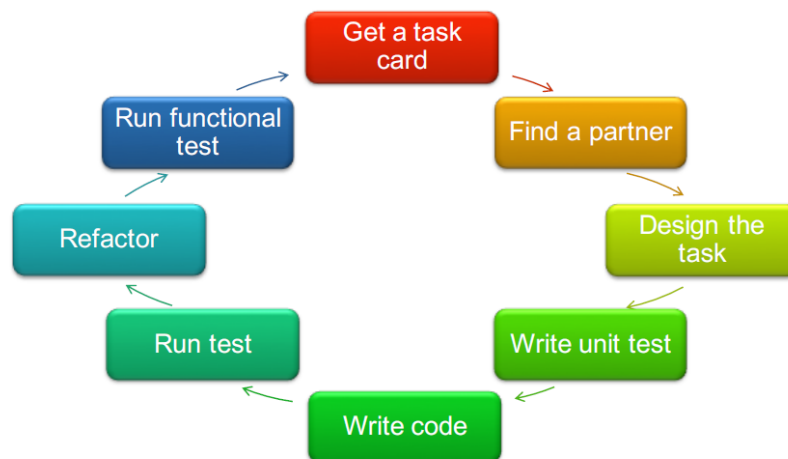 Get a task
card
Find a partner
Design the
task
Write unit test
Write code
Run test
Refactor
Run functional
test